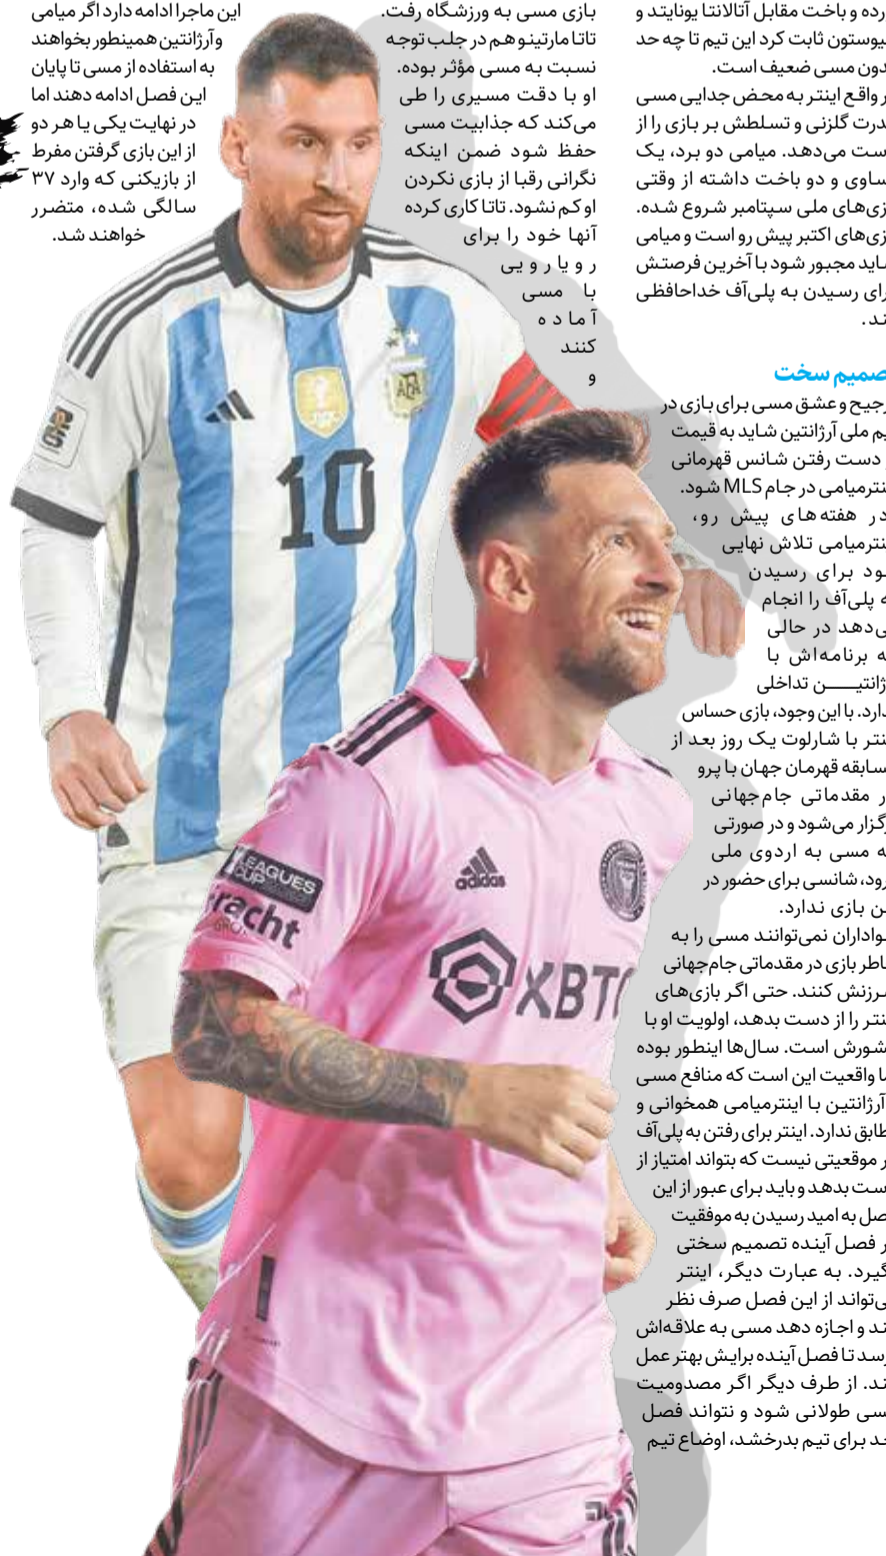 رده و باخت مقابل آتالانتا یونایتد و
یوستون ثابت کرد این تیم تا چه حد
دون مسی ضعیف است.
ر واقع اینتر به محض جدایی مسی
درت گلزنی و تسلطش بر بازی را از
ست می‌دهد. میامی دو برد، یک
ساوی و دو باخت داشته از وقتی
زی‌های ملی سپتامبر شروع شده.
زی‌های اکتبر پیش رو است و میامی
ماید مجبور شود با آخرین فرصتش
رای رسیدن به پلی‌آف خداحافظی
ند.
صمیم سخت
رجیح و عشق مسی برای بازی در
یم ملی آرژانتین شاید به قیمت
دست رفتن شانس قهرمانی
نترمیامی در جام MLS شود.
در هفته‌های پیش رو،
نترمیامی تلاش نهایی
ود برای رسیدن
ه پلی‌آف را انجام
ی‌دهد در حالی
ه برنامه‌اش با
ژانتیــــن تداخلی
دارد. با این وجود، بازی حساس
نتر با شارلوت یک روز بعد از
سابقه قهرمان جهان با پرو
ر مقدماتی جام‌جهانی
رگزار می‌شود و در صورتی
ه مسی به اردوی ملی
رود، شانسی برای حضور در
ن بازی ندارد.
واداران نمی‌توانند مسی را به
اطر بازی در مقدماتی جام‌جهانی
سرزنش کنند. حتی اگر بازی‌های
نتر را از دست بدهد، اولویت او با
شورش است. سال‌ها اینطور بوده
ما واقعیت این است که منافع مسی
آرژانتین با اینترمیامی همخوانی و
طابق ندارد. اینتر برای رفتن به پلی‌آف
ر موقعیتی نیست که بتواند امتیاز از
ست بدهد و باید برای عبور از این
صل به امید رسیدن به موفقیت
ر فصل آینده تصمیم سختی
گیرد. به عبارت دیگر، اینتر
ی‌تواند از این فصل صرف نظر
ند و اجازه دهد مسی به علاقه‌اش
رسد تا فصل آینده برایش بهتر عمل
ند. از طرف دیگر اگر مصدومیت
سی طولانی شود و نتواند فصل
عد برای تیم بدرخشد، اوضاع تیم
بازی مسی به ورزشگاه رفت.
تاتا مارتینو هم در جلب توجه
نسبت به مسی مؤثر بوده.
او با دقت مسیری را طی
می‌کند که جذابیت مسی
حفظ شود ضمن اینکه
نگرانی رقبا از بازی نکردن
او کم نشود. تاتا کاری کرده
آنها خود را برای
رویارویی
با مسی
آماده
کنند
و
این ماجرا ادامه دارد اگر میامی
و آرژانتین همینطور بخواهند
به استفاده از مسی تا پایان
این فصل ادامه دهند اما
در نهایت یکی یا هر دو
از این بازی گرفتن مفرط
از بازیکنی که وارد ۳۷
سالگی شده، متضرر
خواهند شد.
AFA
10
LEAGUES
CUP
racht
adidas
XBTC